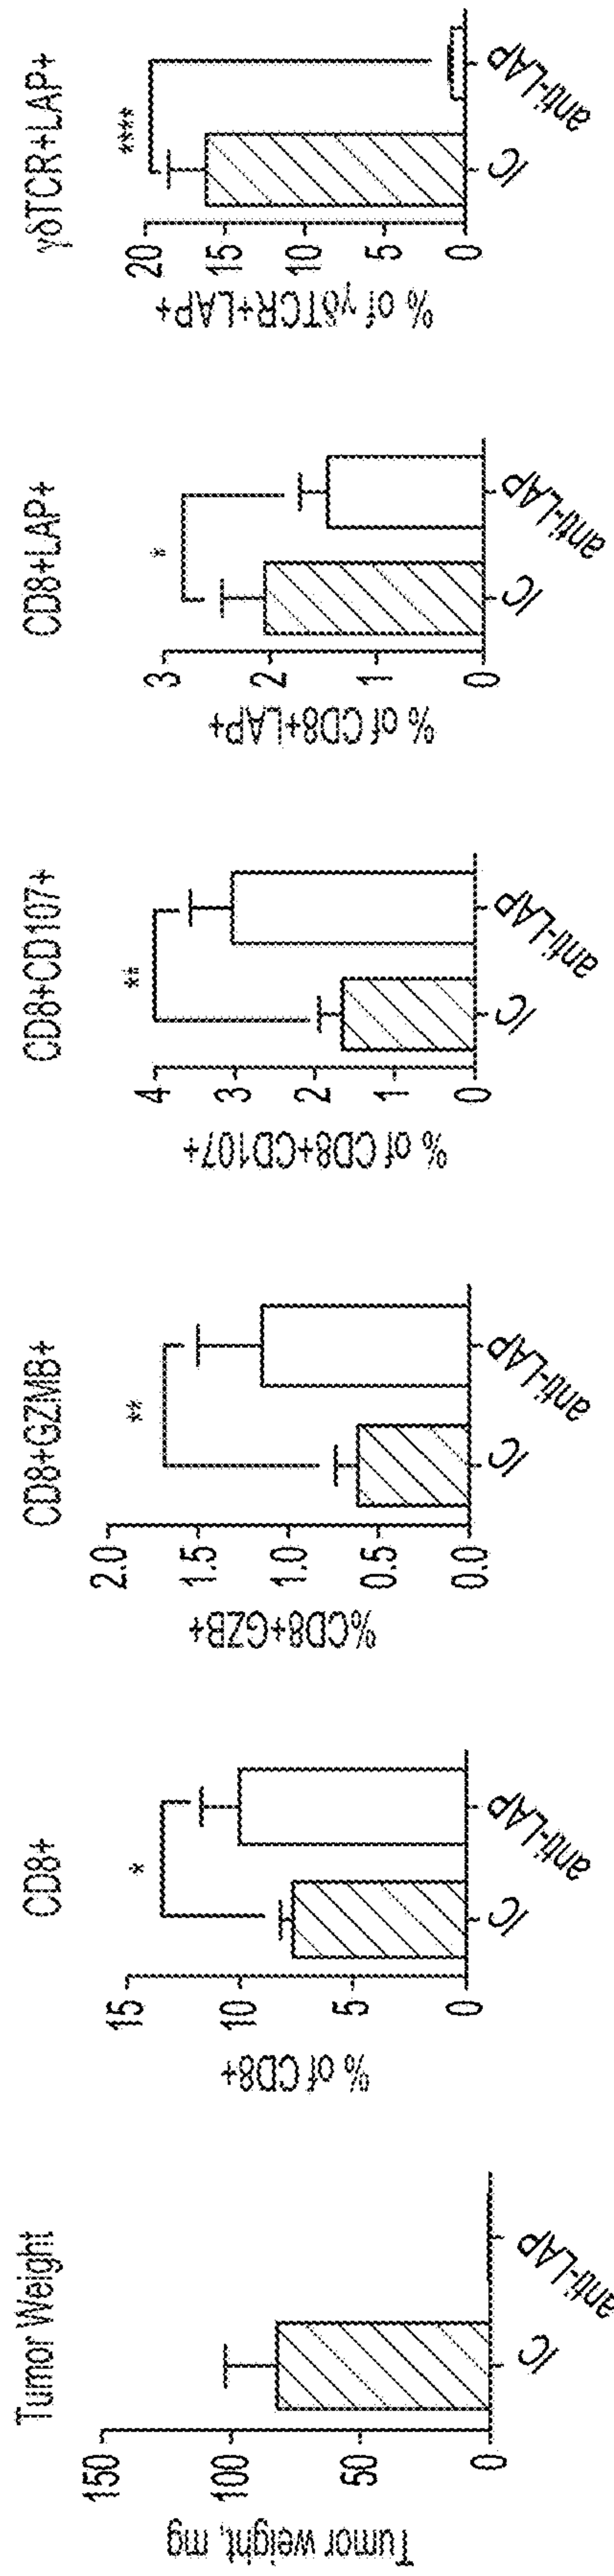 Tumor Weight
Tumor weight, mg
150
100
50
0
IC
anti-LAP
CD8+
% of CD8+
15
10
5
0
*
IC
anti-LAP
CD8+GZMB+
%CD8+GZB+
2.0
1.5
1.0
0.5
0.0
**
IC
anti-LAP
CD8+CD107+
% of CD8+CD107+
4
3
2
1
0
**
IC
anti-LAP
CD8+LAP+
% of CD8+LAP+
3
2
1
0
*
IC
anti-LAP
γδTCR+LAP+
% of γδTCR+LAP+
20
15
10
5
0
****
IC
anti-LAP